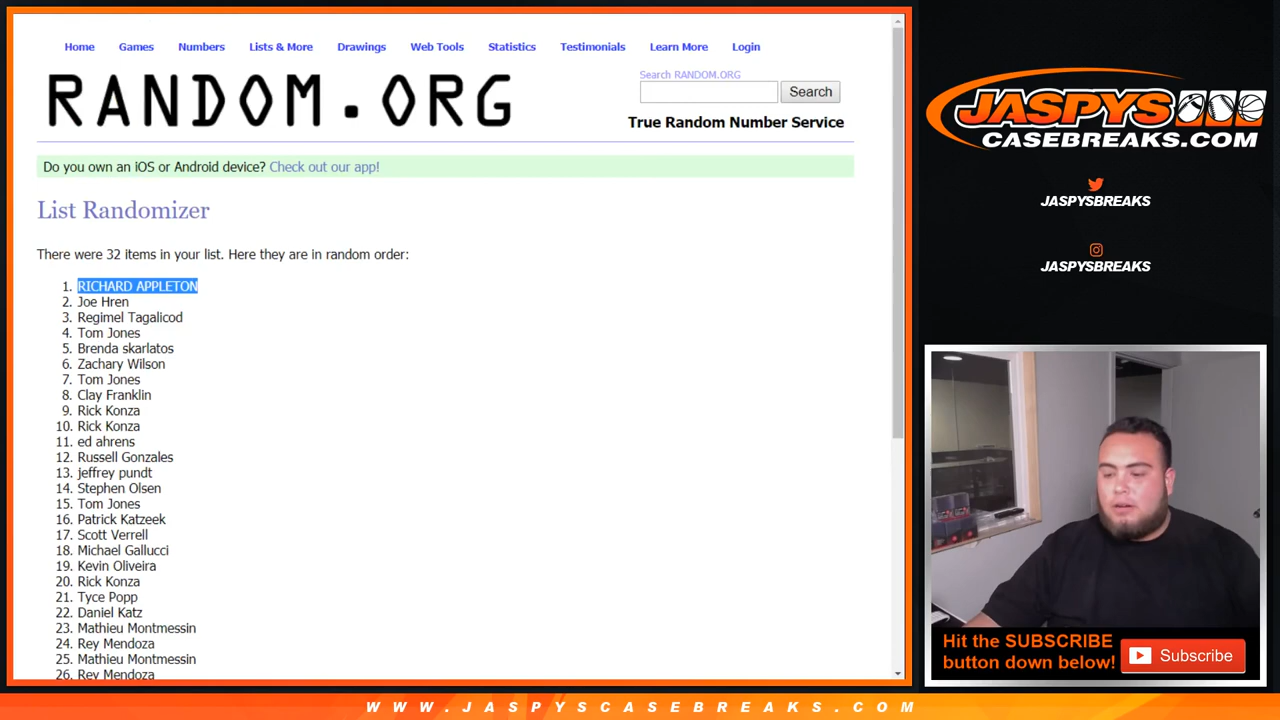 Home Games Numbers Lists & More Drawings Web Tools Statistics Testimonials Learn More Login
RANDOM.ORG
Search RANDOM.ORG
Search
True Random Number Service
Do you own an iOS or Android device? Check out our app!
List Randomizer
There were 32 items in your list. Here they are in random order:
1. RICHARD APPLETON
2. Joe Hren
3. Regimel Tagalicod
4. Tom Jones
5. Brenda skarlatos
6. Zachary Wilson
7. Tom Jones
8. Clay Franklin
9. Rick Konza
10. Rick Konza
11. ed ahrens
12. Russell Gonzales
13. jeffrey pundt
14. Stephen Olsen
15. Tom Jones
16. Patrick Katzeek
17. Scott Verrell
18. Michael Gallucci
19. Kevin Oliveira
20. Rick Konza
21. Tyce Popp
22. Daniel Katz
23. Mathieu Montmessin
24. Rey Mendoza
25. Mathieu Montmessin
26. Rey Mendoza
JASPYS
CASEBREAKS.COM
JASPYSBREAKS
JASPYSBREAKS
Hit the SUBSCRIBE
button down below!
Subscribe
WWW.JASPYSCASEBREAKS.COM